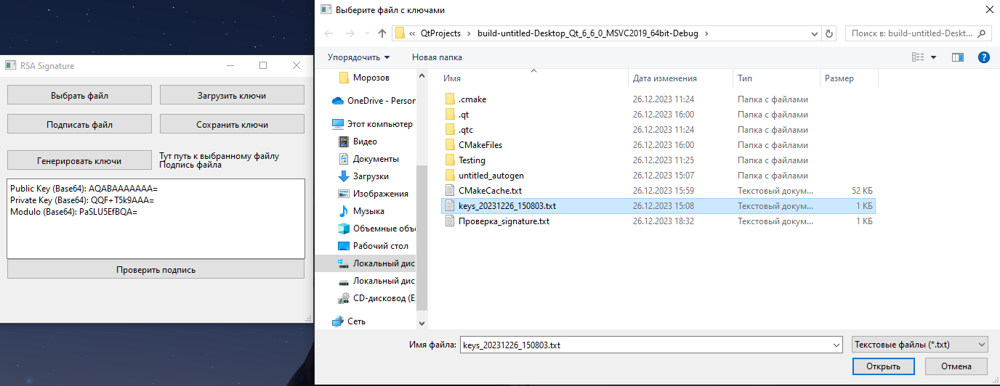 RSA Signature
Выбрать файл
Загрузить ключи
Подписать файл
Сохранить ключи
Генерировать ключи
Тут путь к выбранному файлу
Подпись файла
Public Key (Base64): AQABAAAAAAA=
Private Key (Base64): QQF+T5k9AAA=
Modulo (Base64): PaSLU5EfBQA=
Проверить подпись
Выберите файл с ключами
« QtProjects › build-untitled-Desktop_Qt_6_6_0_MSVC2019_64bit-Debug ›
Поиск в: build-untitled-Deskt...
Упорядочить
Новая папка
Морозов
OneDrive - Person
Этот компьютер
Видео
Документы
Загрузки
Изображения
Музыка
Объемные объе
Рабочий стол
Локальный дис
Локальный дис
CD-дисковод (E
Сеть
Имя Дата изменения Тип Размер
.cmake 26.12.2023 11:24 Папка с файлами
.qt 26.12.2023 16:00 Папка с файлами
.qtc 26.12.2023 11:24 Папка с файлами
CMakeFiles 26.12.2023 16:00 Папка с файлами
Testing 26.12.2023 11:25 Папка с файлами
untitled_autogen 26.12.2023 15:07 Папка с файлами
CMakeCache.txt 26.12.2023 15:59 Текстовый докум... 52 КБ
keys_20231226_150803.txt 26.12.2023 15:08 Текстовый докум... 1 КБ
Проверка_signature.txt 26.12.2023 18:32 Текстовый докум... 1 КБ
Имя файла: keys_20231226_150803.txt
Текстовые файлы (*.txt)
Открыть
Отмена